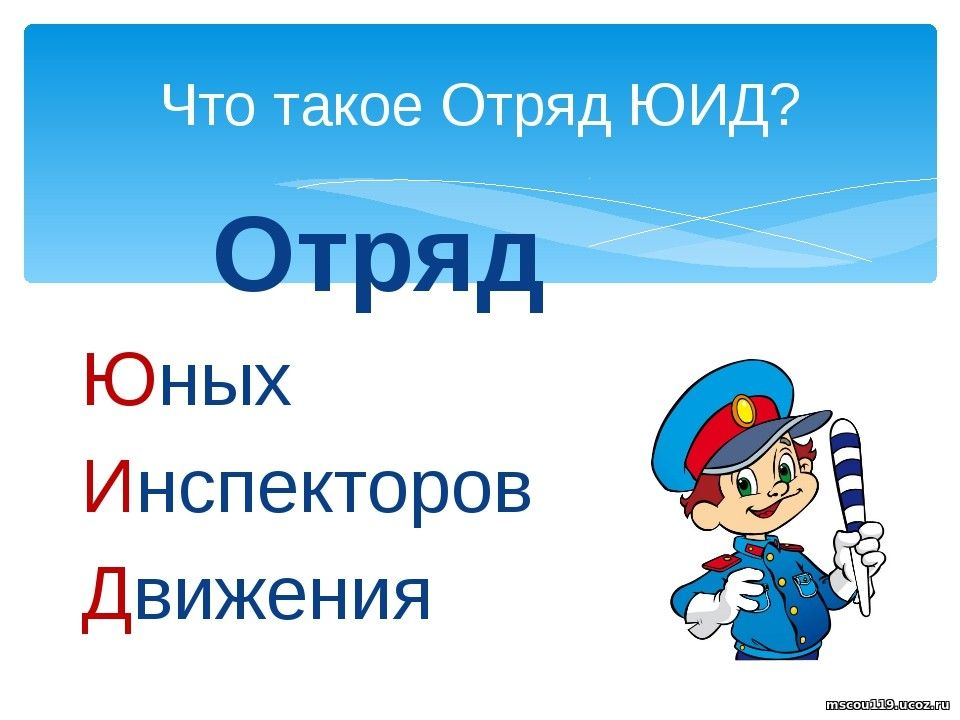 Что такое Отряд ЮИД?
Отряд
Юных
Инспекторов
Движения
mscou119.ucoz.ru